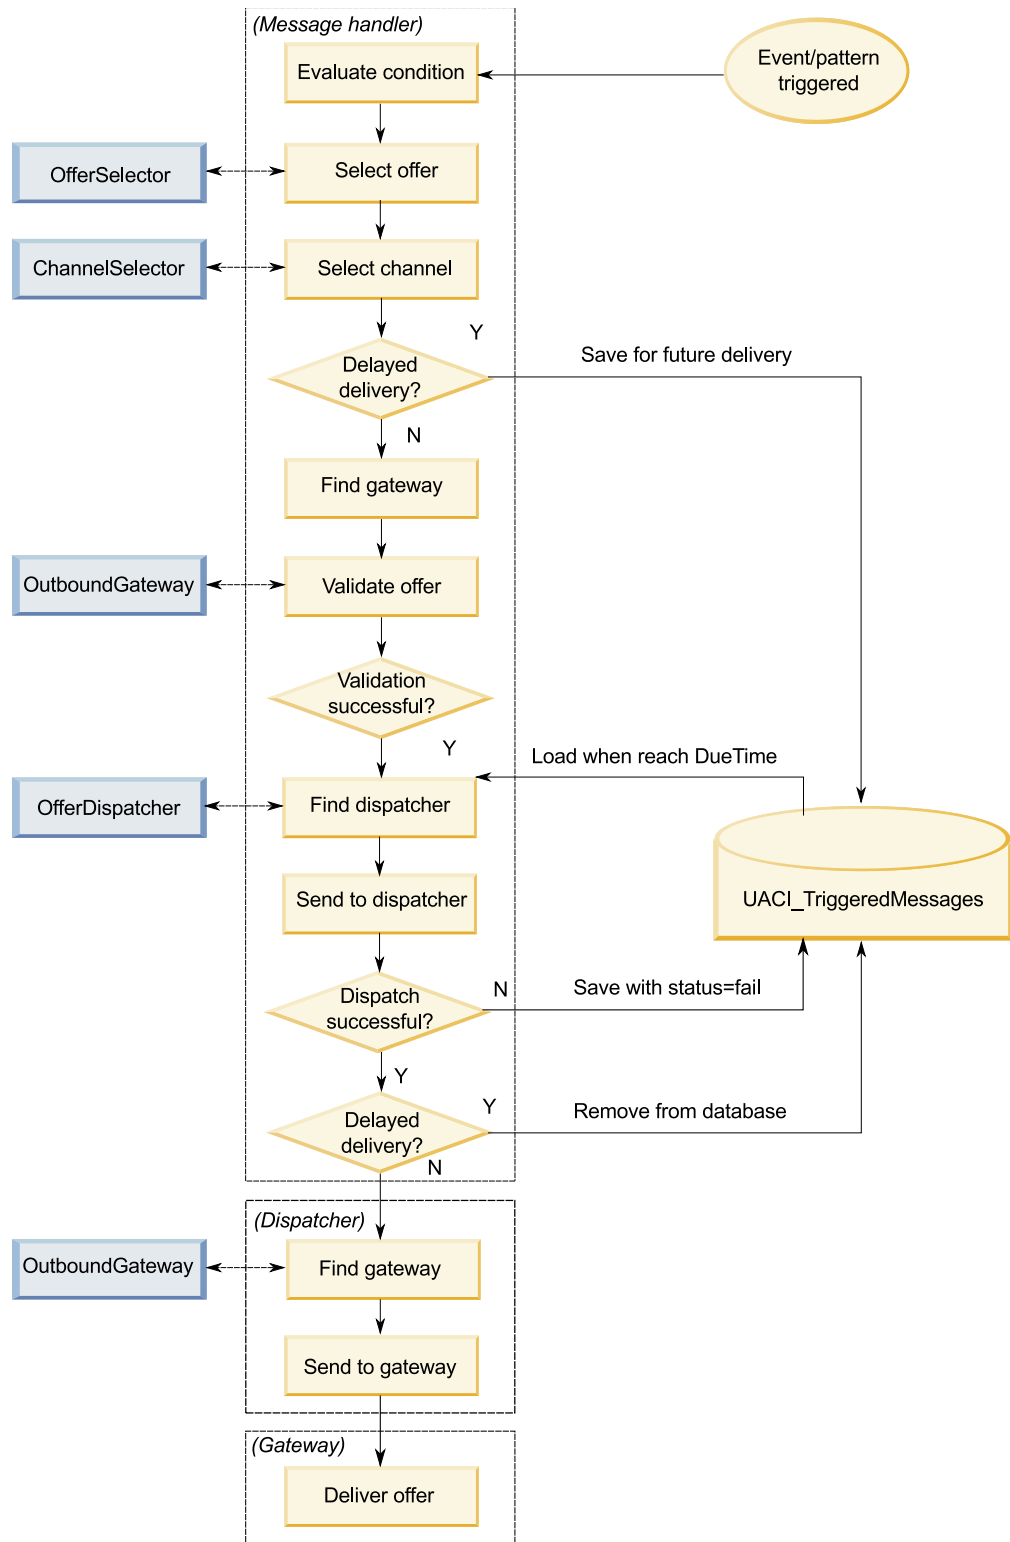 (Message handler)
Evaluate condition
Event/pattern
triggered
OfferSelector
Select offer
ChannelSelector
Select channel
Y
Delayed
delivery?
Save for future delivery
N
Find gateway
OutboundGateway
Validate offer
Validation
successful?
Y
Load when reach DueTime
OfferDispatcher
Find dispatcher
Send to dispatcher
UACI_TriggeredMessages
Dispatch
successful?
N
Save with status=fail
Y
Delayed
delivery?
Y
Remove from database
N
(Dispatcher)
OutboundGateway
Find gateway
Send to gateway
(Gateway)
Deliver offer